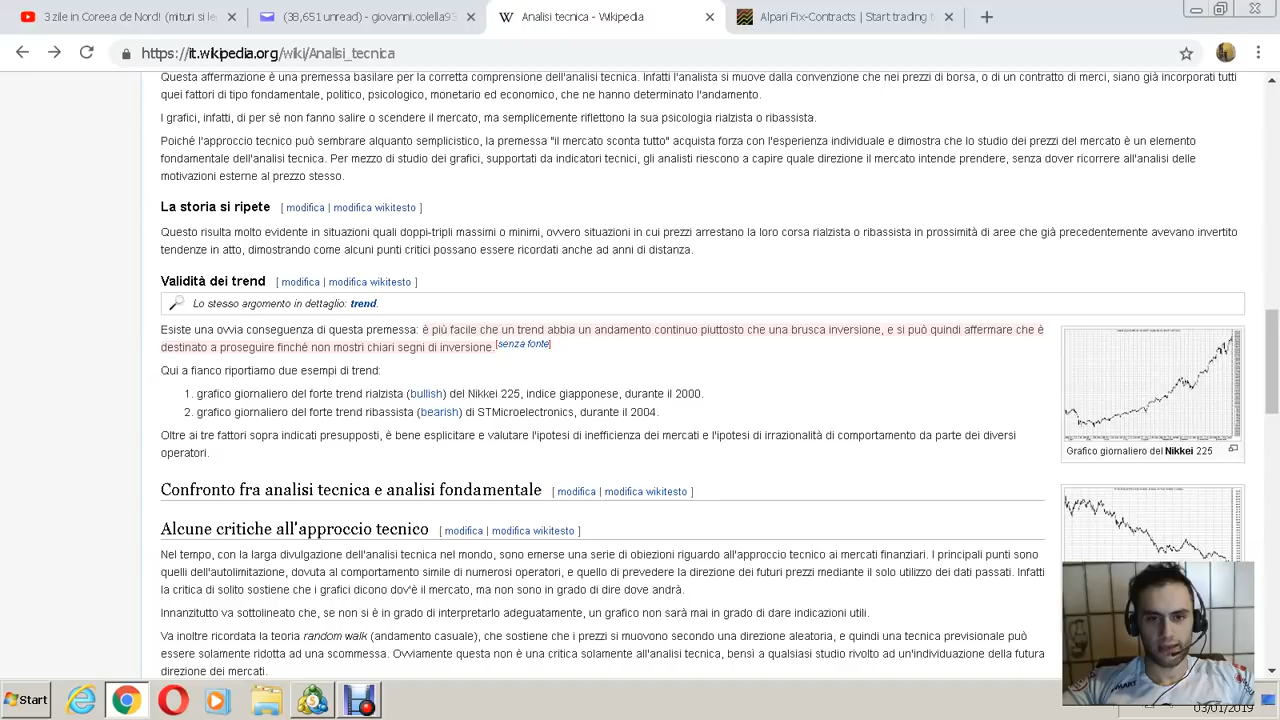 3 zile in Coreea de Nord! (mituri si le
(38,651 unread) - giovanni.colella93
Analisi tecnica - Wikipedia
Alpari Fix-Contracts | Start trading
https://it.wikipedia.org/wiki/Analisi_tecnica
Questa affermazione è una premessa basilare per la corretta comprensione dell'analisi tecnica. Infatti l'analista si muove dalla convenzione che nei prezzi di borsa, o di un contratto di merci, siano già incorporati tutti
quei fattori di tipo fondamentale, politico, psicologico, monetario ed economico, che ne hanno determinato l'andamento.
I grafici, infatti, di per sé non fanno salire o scendere il mercato, ma semplicemente riflettono la sua psicologia rialzista o ribassista.
Poiché l'approccio tecnico può sembrare alquanto semplicistico, la premessa "il mercato sconta tutto" acquista forza con l'esperienza individuale e dimostra che lo studio dei prezzi del mercato è un elemento
fondamentale dell'analisi tecnica. Per mezzo di studio dei grafici, supportati da indicatori tecnici, gli analisti riescono a capire quale direzione il mercato intende prendere, senza dover ricorrere all'analisi delle
motivazioni esterne al prezzo stesso.
La storia si ripete [ modifica | modifica wikitesto ]
Questo risulta molto evidente in situazioni quali doppi-tripli massimi o minimi, ovvero situazioni in cui prezzi arrestano la loro corsa rialzista o ribassista in prossimità di aree che già precedentemente avevano invertito
tendenze in atto, dimostrando come alcuni punti critici possano essere ricordati anche ad anni di distanza.
Validità dei trend [ modifica | modifica wikitesto ]
Lo stesso argomento in dettaglio: trend.
Esiste una ovvia conseguenza di questa premessa: è più facile che un trend abbia un andamento continuo piuttosto che una brusca inversione, e si può quindi affermare che è
destinato a proseguire finché non mostri chiari segni di inversione.[senza fonte]
Qui a fianco riportiamo due esempi di trend:
1. grafico giornaliero del forte trend rialzista (bullish) del Nikkei 225, indice giapponese, durante il 2000.
2. grafico giornaliero del forte trend ribassista (bearish) di STMicroelectronics, durante il 2004.
Oltre ai tre fattori sopra indicati presupposti, è bene esplicitare e valutare l'ipotesi di inefficienza dei mercati e l'ipotesi di irrazionalità di comportamento da parte dei diversi
operatori.
Grafico giornaliero del Nikkei 225
Confronto fra analisi tecnica e analisi fondamentale [ modifica | modifica wikitesto ]
Alcune critiche all'approccio tecnico [ modifica | modifica wikitesto ]
Nel tempo, con la larga divulgazione dell'analisi tecnica nel mondo, sono emerse una serie di obiezioni riguardo all'approccio tecnico ai mercati finanziari. I principali punti sono
quelli dell'autolimitazione, dovuta al comportamento simile di numerosi operatori, e quello di prevedere la direzione dei futuri prezzi mediante il solo utilizzo dei dati passati. Infatti
la critica di solito sostiene che i grafici dicono dov'è il mercato, ma non sono in grado di dire dove andrà.
Innanzitutto va sottolineato che, se non si è in grado di interpretarlo adeguatamente, un grafico non sarà mai in grado di dare indicazioni utili.
Va inoltre ricordata la teoria random walk (andamento casuale), che sostiene che i prezzi si muovono secondo una direzione aleatoria, e quindi una tecnica previsionale può
essere solamente ridotta ad una scommessa. Ovviamente questa non è una critica solamente all'analisi tecnica, bensì a qualsiasi studio rivolto ad un'individuazione della futura
direzione dei mercati.
Start
03/01/2019